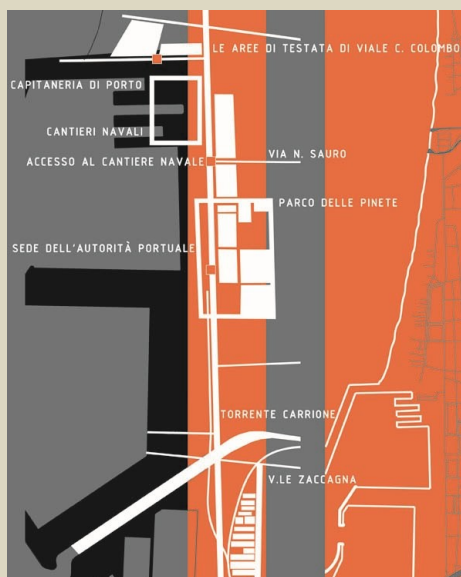 LE AREE DI TESTATA DI VIALE C. COLOMBO
CAPITANERIA DI PORTO
CANTIERI NAVALI
VIA N. SAURO
ACCESSO AL CANTIERE NAVALE
PARCO DELLE PINETE
SEDE DELL'AUTORITÀ PORTUALE
TORRENTE CARRIONE
V.LE ZACCAGNA